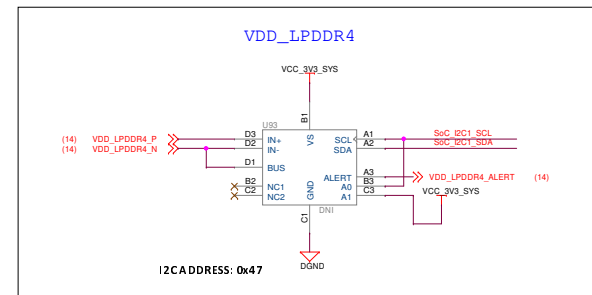 VDD_LPDDR4
VCC_3V3_SYS
B1
U93
(14) VDD_LPDDR4_P D3 IN+ VS SCL A1 SoC_I2C1_SCL
(14) VDD_LPDDR4_N D2 IN- SDA A2 SoC_I2C1_SDA
D1 BUS
ALERT A3 VDD_LPDDR4_ALERT (14)
B2 NC1 A0 B3
C2 NC2 GND A1 C3 VCC_3V3_SYS
DNI
C1
DGND
I2C ADDRESS: 0x47